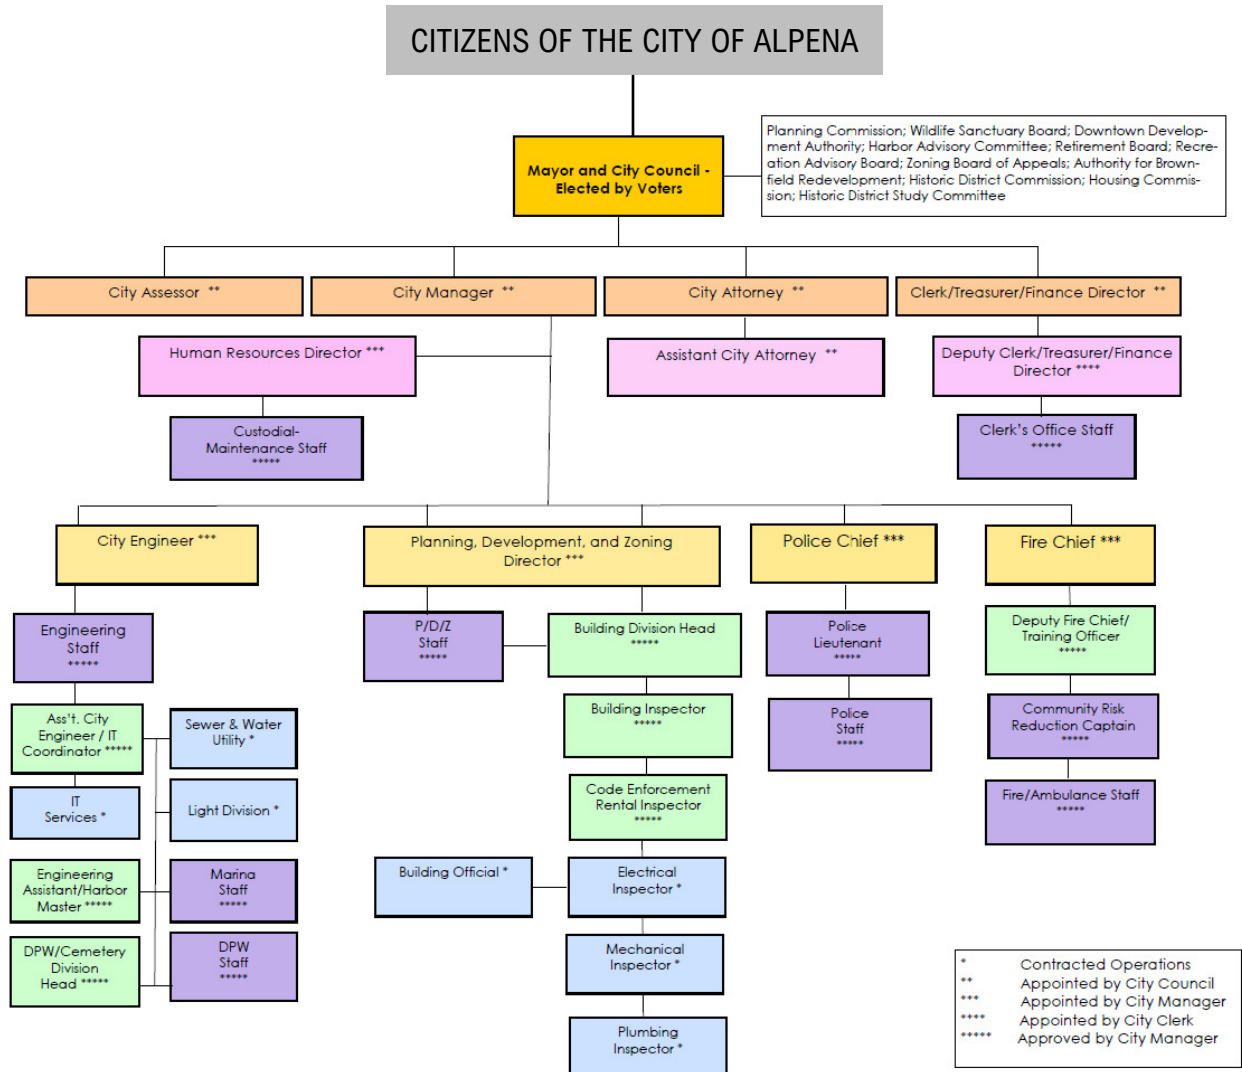 CITIZENS OF THE CITY OF ALPENA
Mayor and City Council -
Elected by Voters
Planning Commission; Wildlife Sanctuary Board; Downtown Develop-
ment Authority; Harbor Advisory Committee; Retirement Board; Recre-
ation Advisory Board; Zoning Board of Appeals; Authority for Brown-
field Redevelopment; Historic District Commission; Housing Commis-
sion; Historic District Study Committee
City Assessor **
City Manager **
City Attorney **
Clerk/Treasurer/Finance Director **
Human Resources Director ***
Assistant City Attorney **
Deputy Clerk/Treasurer/Finance
Director ****
Custodial-
Maintenance Staff
*****
Clerk's Office Staff
*****
City Engineer ***
Planning, Development, and Zoning
Director ***
Police Chief ***
Fire Chief ***
Engineering
Staff
*****
P/D/Z
Staff
*****
Building Division Head
*****
Police
Lieutenant
*****
Deputy Fire Chief/
Training Officer
*****
Ass't. City
Engineer / IT
Coordinator *****
Sewer & Water
Utility *
Building Inspector
*****
Police
Staff
*****
Community Risk
Reduction Captain
*****
IT
Services *
Light Division *
Code Enforcement
Rental Inspector
*****
Fire/Ambulance Staff
*****
Engineering
Assistant/Harbor
Master *****
Marina
Staff
*****
Building Official *
Electrical
Inspector *
DPW/Cemetery
Division
Head *****
DPW
Staff
*****
Mechanical
Inspector *
Plumbing
Inspector *
* Contracted Operations
** Appointed by City Council
*** Appointed by City Manager
**** Appointed by City Clerk
***** Approved by City Manager